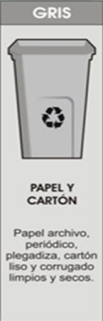 GRIS
PAPEL Y
CARTÓN
Papel archivo,
periódico,
plegadiza, cartón
liso y corrugado
limpios y secos.